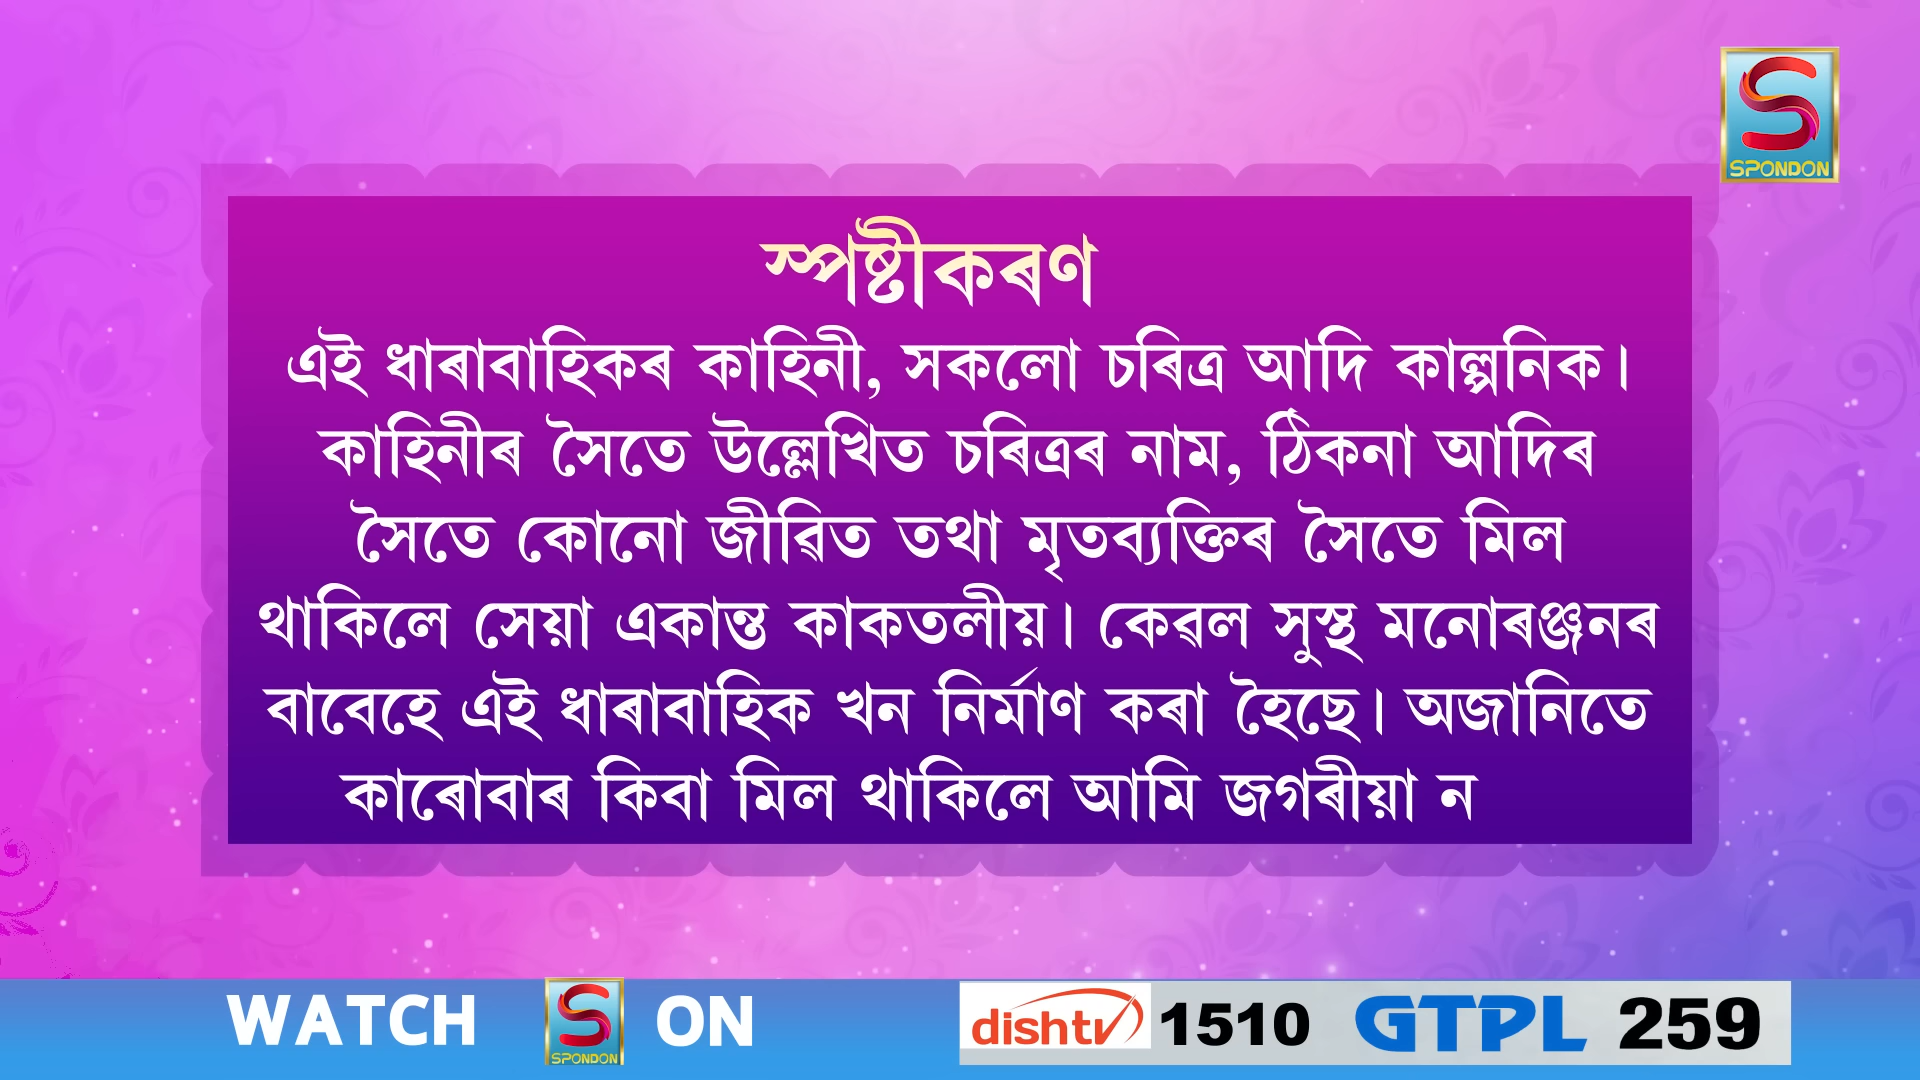 SPONDON
স্পষ্টীকৰণ
এই ধাৰাবাহিকৰ কাহিনী, সকলো চৰিত্ৰ আদি কাল্পনিক।
কাহিনীৰ সৈতে উল্লেখিত চৰিত্ৰৰ নাম, ঠিকনা আদিৰ
সৈতে কোনো জীৱিত তথা মৃতব্যক্তিৰ সৈতে মিল
থাকিলে সেয়া একান্ত কাকতলীয়। কেৱল সুস্থ মনোৰঞ্জনৰ
বাবেহে এই ধাৰাবাহিক খন নিৰ্মাণ কৰা হৈছে। অজানিতে
কাৰোবাৰ কিবা মিল থাকিলে আমি জগৰীয়া ন
WATCH SPONDON ON dishtv 1510 GTPL 259